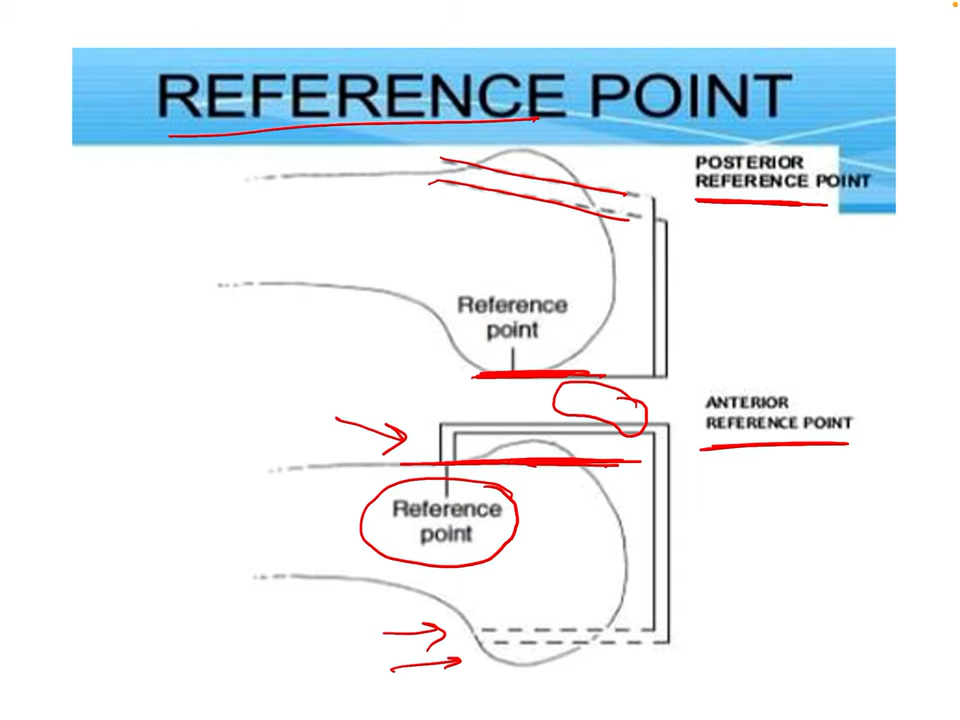 REFERENCE POINT
POSTERIOR
REFERENCE POINT
Reference
point
ANTERIOR
REFERENCE POINT
Reference
point